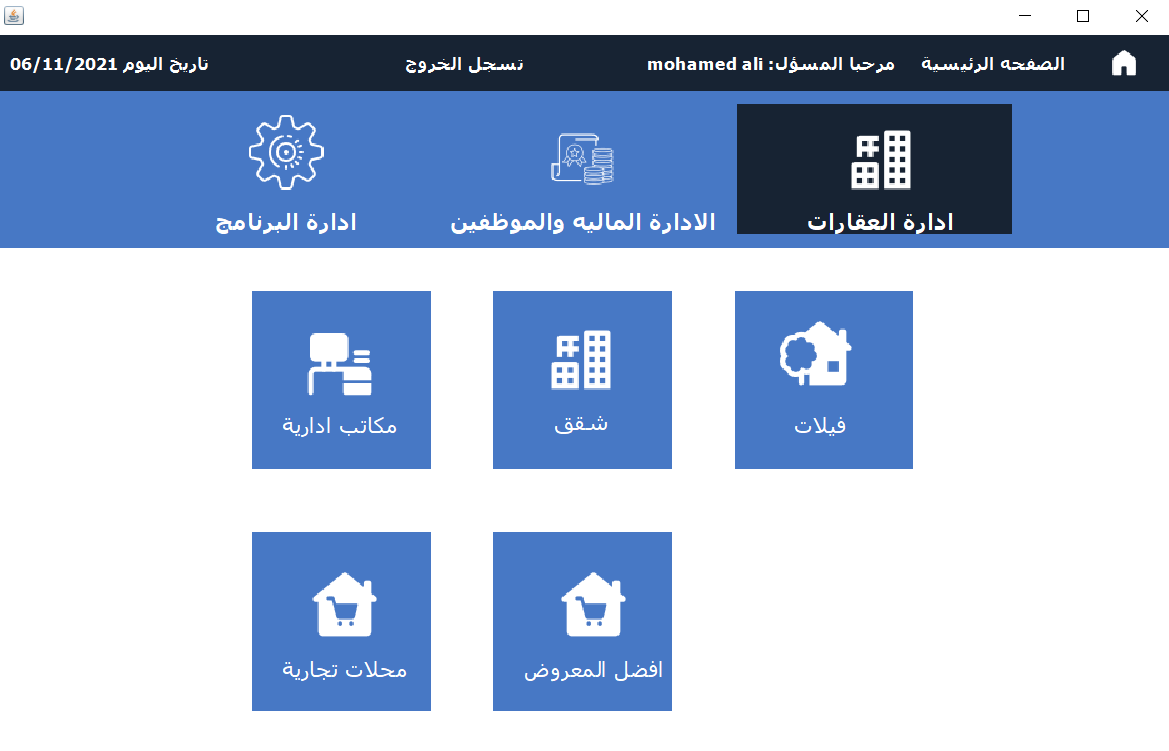 الصفحه الرئيسية
مرحبا المسؤل: mohamed ali
تسجل الخروج
تاريخ اليوم 06/11/2021
ادارة العقارات
الادارة الماليه والموظفين
ادارة البرنامج
فيلات
شقق
مكاتب ادارية
افضل المعروض
محلات تجارية